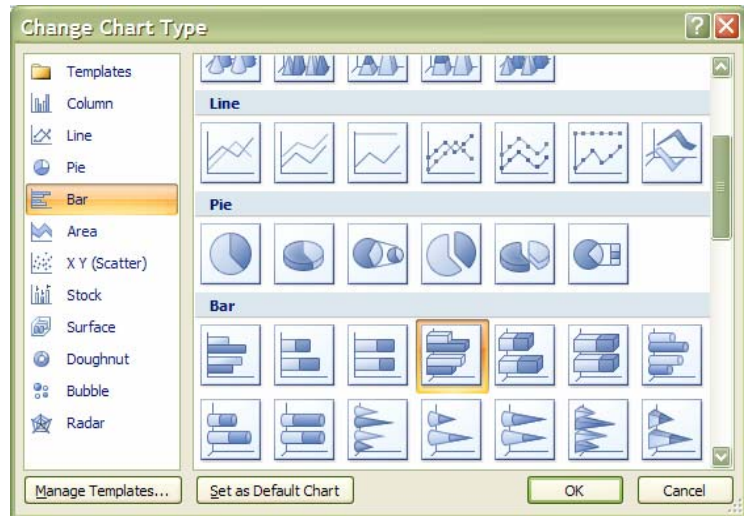 Change Chart Type
Templates
Column
Line
Pie
Bar
Area
X Y (Scatter)
Stock
Surface
Doughnut
Bubble
Radar
Line
Pie
Bar
Manage Templates...
Set as Default Chart
OK
Cancel